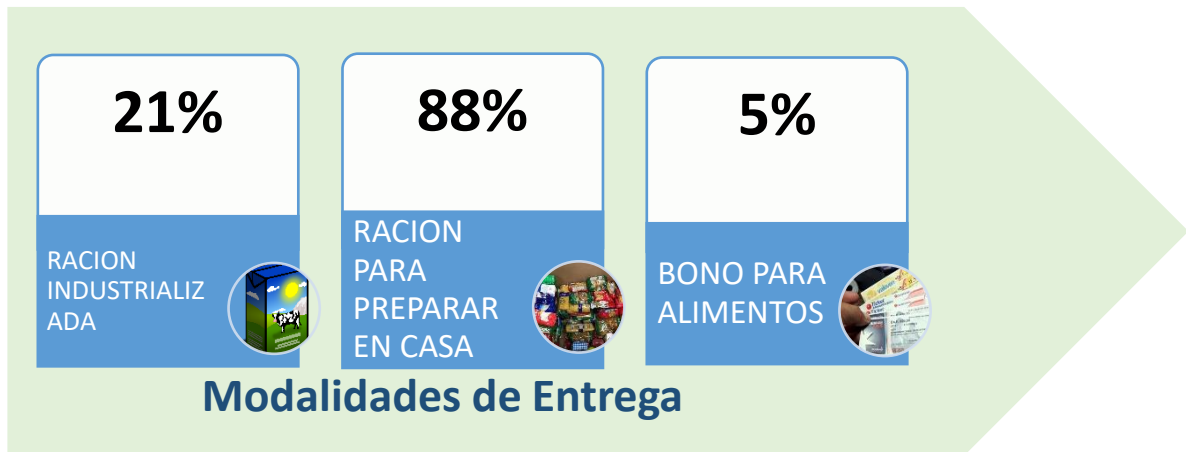 21%
88%
5%
RACION
INDUSTRIALIZ
ADA
RACION
PARA
PREPARAR
EN CASA
BONO PARA
ALIMENTOS
Modalidades de Entrega